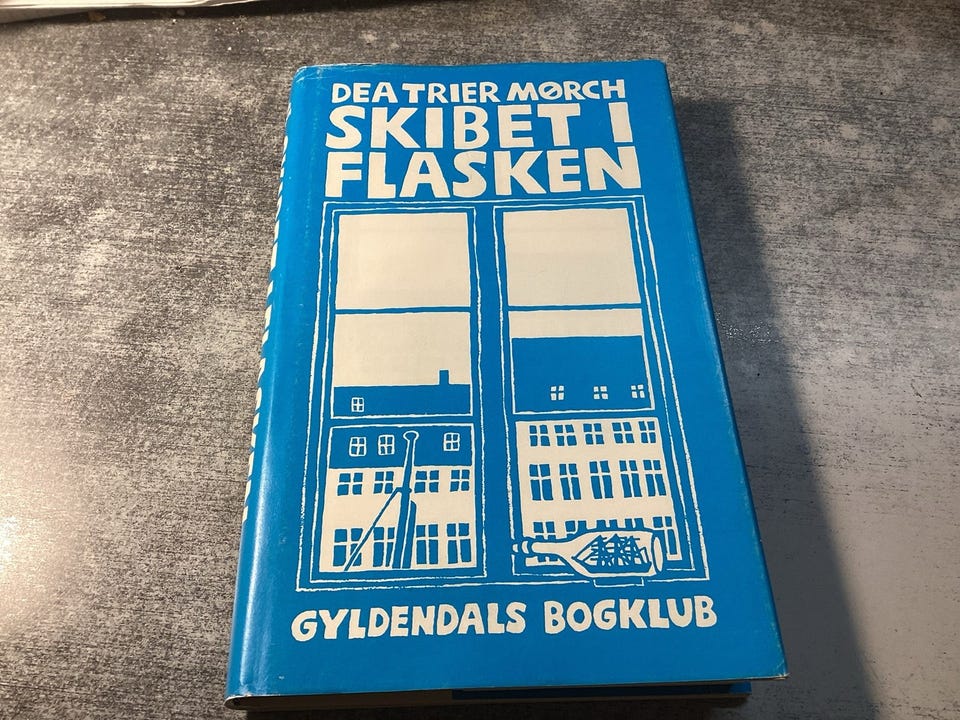 DEA TRIER MØRCH
SKIBET I
FLASKEN
GYLDENDALS BOGKLUB